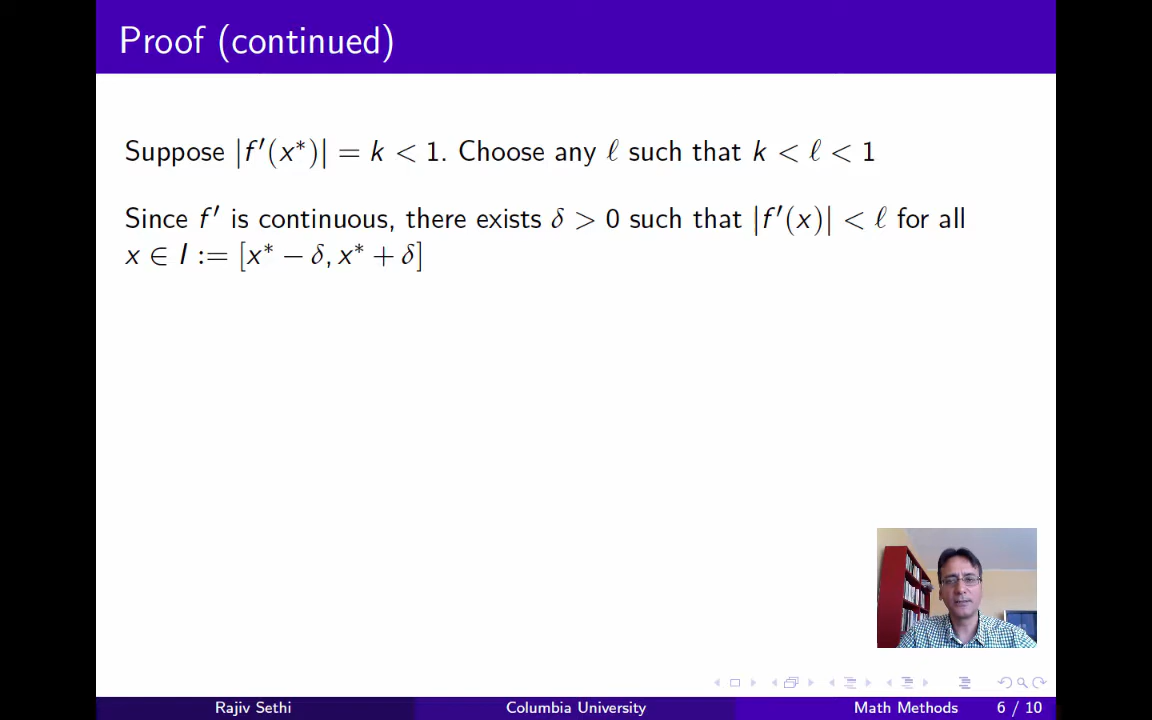 Proof (continued)
Suppose |f′(x*)| = k < 1. Choose any ℓ such that k < ℓ < 1
Since f′ is continuous, there exists δ > 0 such that |f′(x)| < ℓ for all
x ∈ I := [x* − δ, x* + δ]
Rajiv Sethi Columbia University Math Methods 6 / 10